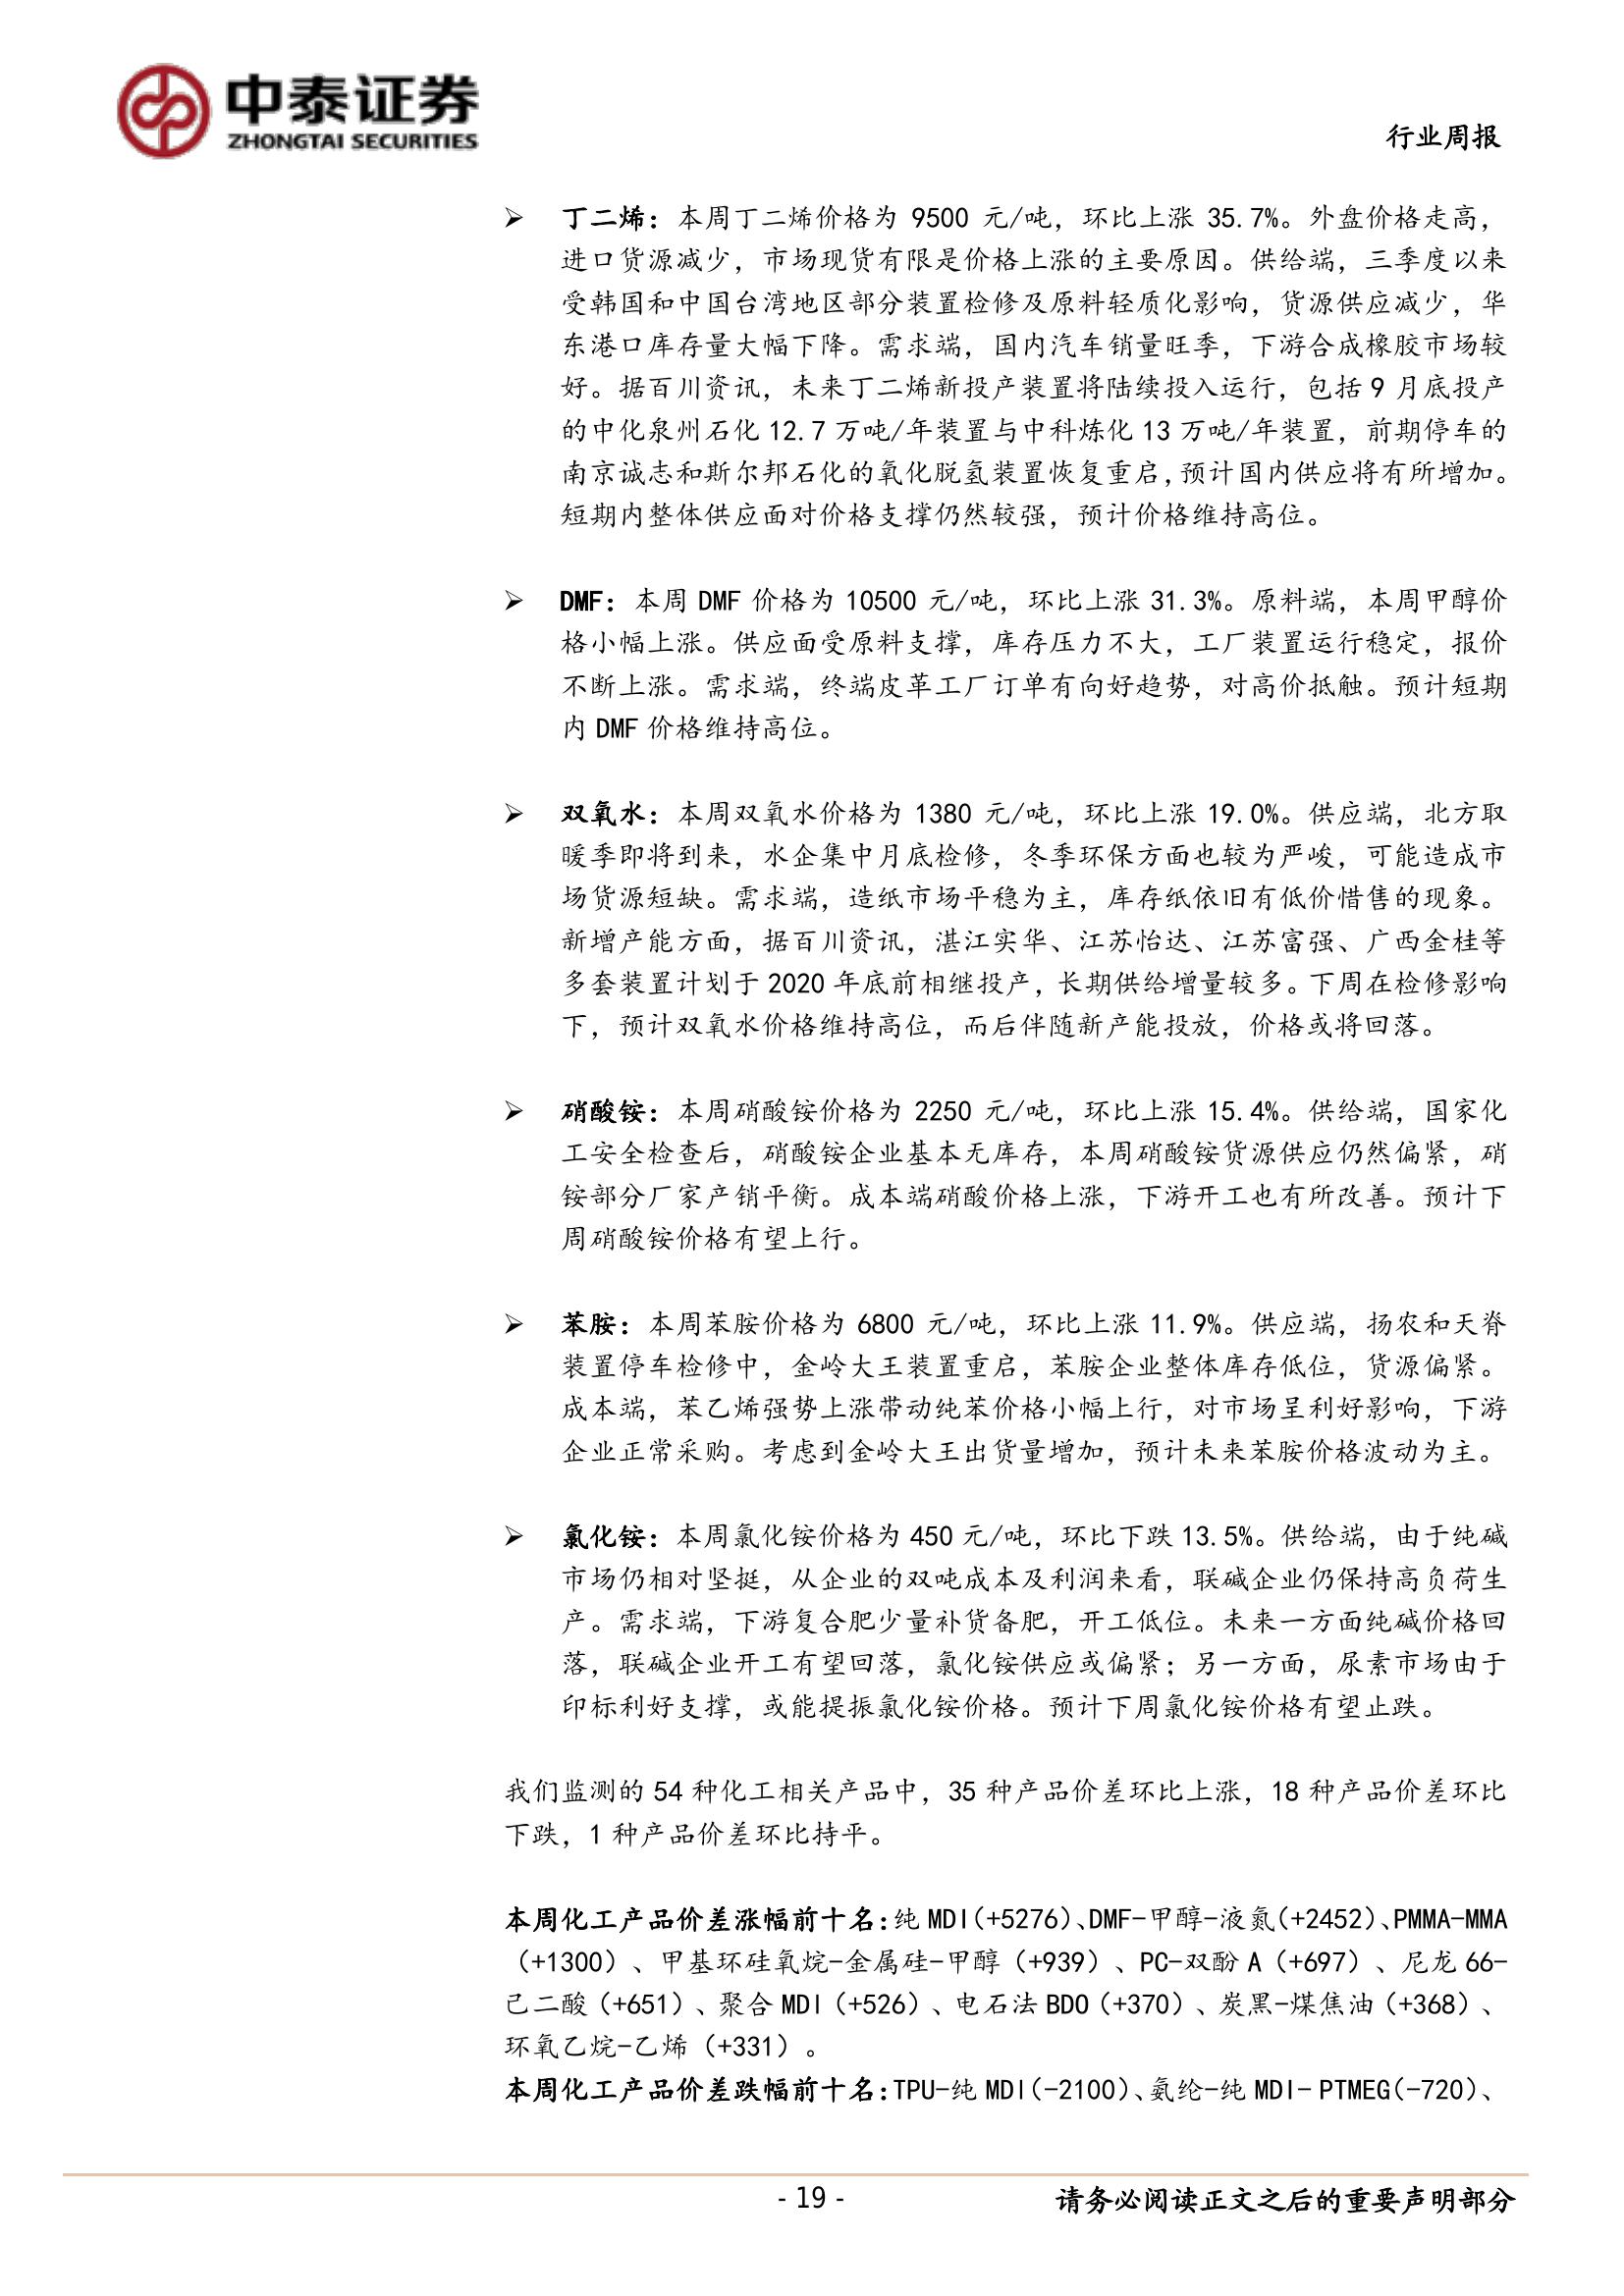 中泰证券
ZHONGTAI SECURITIES
行业周报
➢ 丁二烯：本周丁二烯价格为 9500 元/吨，环比上涨 35.7%。外盘价格走高，
进口货源减少，市场现货有限是价格上涨的主要原因。供给端，三季度以来
受韩国和中国台湾地区部分装置检修及原料轻质化影响，货源供应减少，华
东港口库存量大幅下降。需求端，国内汽车销量旺季，下游合成橡胶市场较
好。据百川资讯，未来丁二烯新投产装置将陆续投入运行，包括 9 月底投产
的中化泉州石化 12.7 万吨/年装置与中科炼化 13 万吨/年装置，前期停车的
南京诚志和斯尔邦石化的氧化脱氢装置恢复重启，预计国内供应将有所增加。
短期内整体供应面对价格支撑仍然较强，预计价格维持高位。
➢ DMF：本周 DMF 价格为 10500 元/吨，环比上涨 31.3%。原料端，本周甲醇价
格小幅上涨。供应面受原料支撑，库存压力不大，工厂装置运行稳定，报价
不断上涨。需求端，终端皮革工厂订单有向好趋势，对高价抵触。预计短期
内 DMF 价格维持高位。
➢ 双氧水：本周双氧水价格为 1380 元/吨，环比上涨 19.0%。供应端，北方取
暖季即将到来，水企集中月底检修，冬季环保方面也较为严峻，可能造成市
场货源短缺。需求端，造纸市场平稳为主，库存纸依旧有低价惜售的现象。
新增产能方面，据百川资讯，湛江实华、江苏怡达、江苏富强、广西金桂等
多套装置计划于 2020 年底前相继投产，长期供给增量较多。下周在检修影响
下，预计双氧水价格维持高位，而后伴随新产能投放，价格或将回落。
➢ 硝酸铵：本周硝酸铵价格为 2250 元/吨，环比上涨 15.4%。供给端，国家化
工安全检查后，硝酸铵企业基本无库存，本周硝酸铵货源供应仍然偏紧，硝
铵部分厂家产销平衡。成本端硝酸价格上涨，下游开工也有所改善。预计下
周硝酸铵价格有望上行。
➢ 苯胺：本周苯胺价格为 6800 元/吨，环比上涨 11.9%。供应端，扬农和天脊
装置停车检修中，金岭大王装置重启，苯胺企业整体库存低位，货源偏紧。
成本端，苯乙烯强势上涨带动纯苯价格小幅上行，对市场呈利好影响，下游
企业正常采购。考虑到金岭大王出货量增加，预计未来苯胺价格波动为主。
➢ 氯化铵：本周氯化铵价格为 450 元/吨，环比下跌 13.5%。供给端，由于纯碱
市场仍相对坚挺，从企业的双吨成本及利润来看，联碱企业仍保持高负荷生
产。需求端，下游复合肥少量补货备肥，开工低位。未来一方面纯碱价格回
落，联碱企业开工有望回落，氯化铵供应或偏紧；另一方面，尿素市场由于
印标利好支撑，或能提振氯化铵价格。预计下周氯化铵价格有望止跌。
我们监测的 54 种化工相关产品中，35 种产品价差环比上涨，18 种产品价差环比
下跌，1 种产品价差环比持平。
本周化工产品价差涨幅前十名：纯 MDI（+5276）、DMF-甲醇-液氮（+2452）、PMMA-MMA
（+1300）、甲基环硅氧烷-金属硅-甲醇（+939）、PC-双酚 A（+697）、尼龙 66-
己二酸（+651）、聚合 MDI（+526）、电石法 BDO（+370）、炭黑-煤焦油（+368）、
环氧乙烷-乙烯（+331）。
本周化工产品价差跌幅前十名：TPU-纯 MDI（-2100）、氨纶-纯 MDI- PTMEG（-720）、
- 19 -
请务必阅读正文之后的重要声明部分